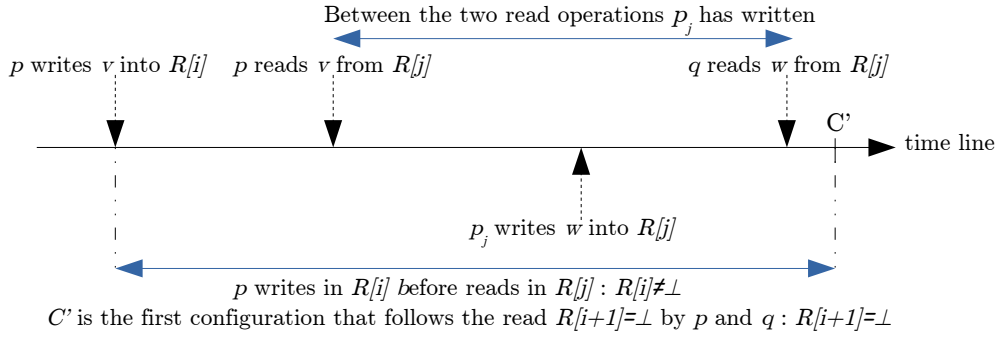 Between the two read operations p_j has written
p writes v into R[i]
p reads v from R[j]
q reads w from R[j]
C'
time line
p_j writes w into R[j]
p writes in R[i] before reads in R[j] : R[i]≠⊥
C' is the first configuration that follows the read R[i+1]=⊥ by p and q : R[i+1]=⊥